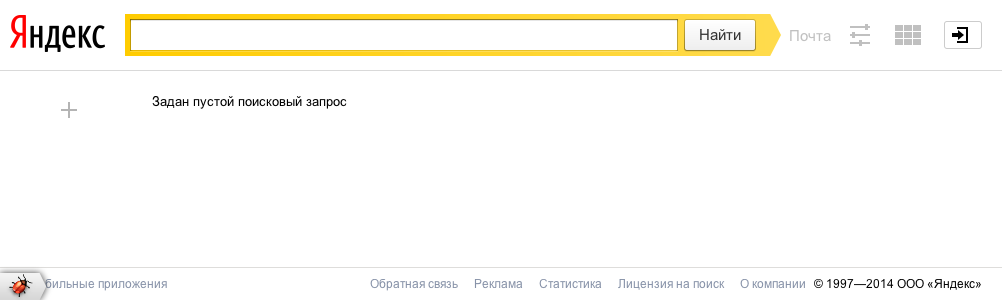 Яндекс
Найти
Почта
Задан пустой поисковый запрос
бильные приложения
Обратная связь
Реклама
Статистика
Лицензия на поиск
О компании
© 1997—2014 ООО «Яндекс»